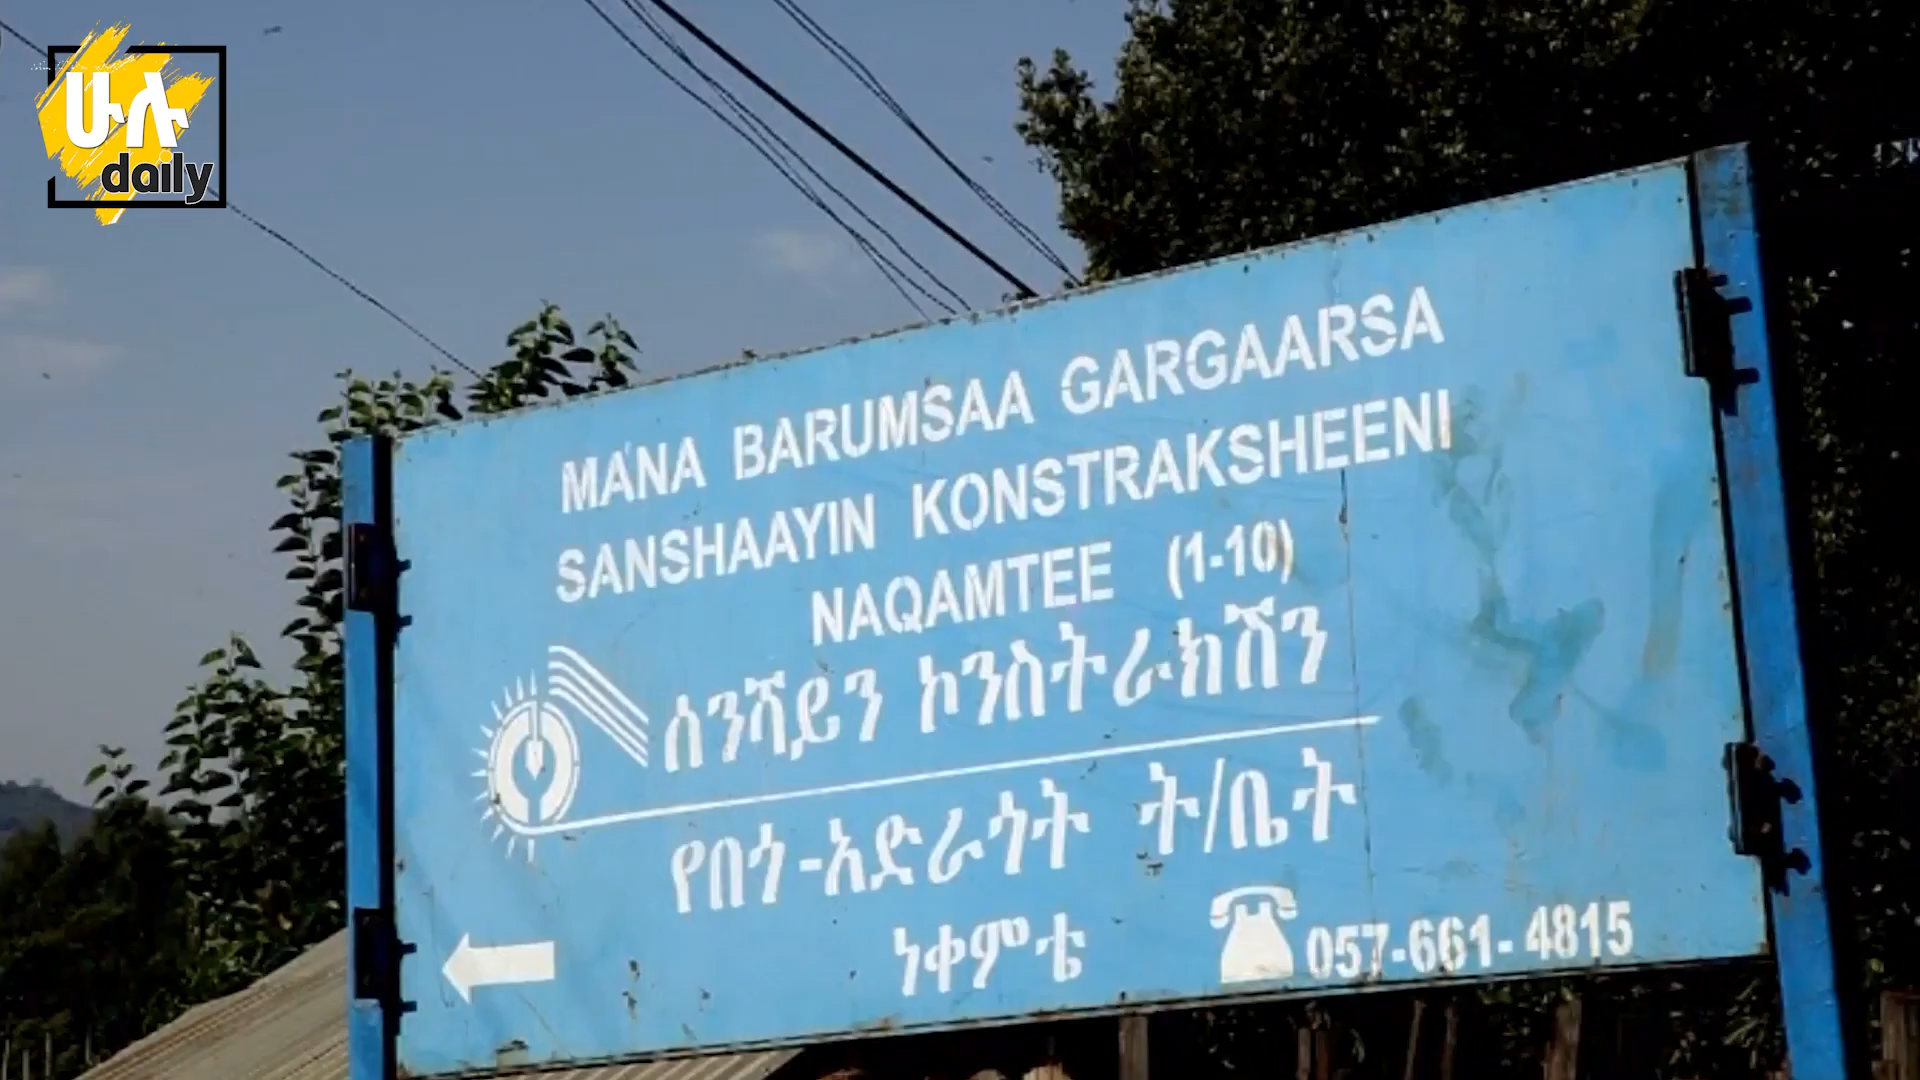 ሁሉ
daily
MANA BARUMSAA GARGAARSA
SANSHAAYIN KONSTRAKSHEENI
NAQAMTEE (1-10)
ሰንሻይን ኮንስትራክሽን
የበጎ-አድራጎት ት/ቤት
ነቀምቴ
057-661-4815